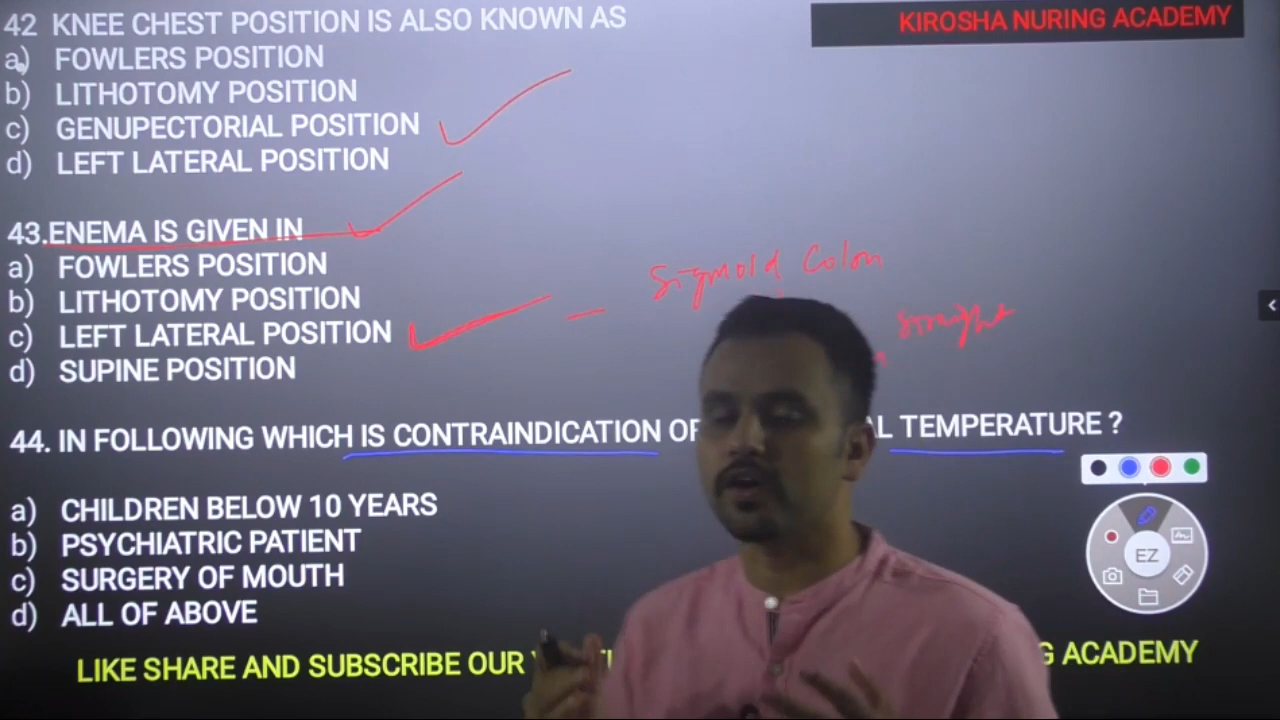 42 KNEE CHEST POSITION IS ALSO KNOWN AS
KIROSHA NURING ACADEMY
a) FOWLERS POSITION
b) LITHOTOMY POSITION
c) GENUPECTORIAL POSITION
d) LEFT LATERAL POSITION
43.ENEMA IS GIVEN IN
a) FOWLERS POSITION
b) LITHOTOMY POSITION
c) LEFT LATERAL POSITION
d) SUPINE POSITION
Sigmoid Colon
straight
44. IN FOLLOWING WHICH IS CONTRAINDICATION TEMPERATURE ?
a) CHILDREN BELOW 10 YEARS
b) PSYCHIATRIC PATIENT
c) SURGERY OF MOUTH
d) ALL OF ABOVE
EZ
LIKE SHARE AND SUBSCRIBE OUR ACADEMY